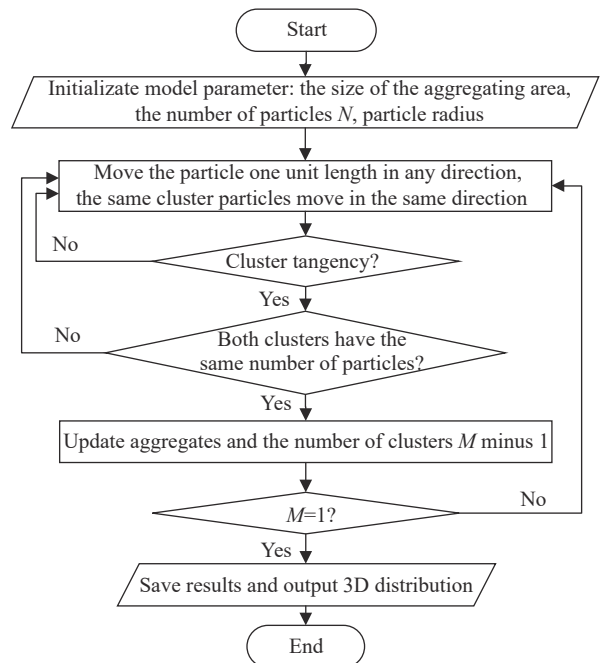 Start
Initializate model parameter: the size of the aggregating area,
the number of particles N, particle radius
Move the particle one unit length in any direction,
the same cluster particles move in the same direction
No
Cluster tangency?
Yes
No
Both clusters have the
same number of particles?
Yes
Update aggregates and the number of clusters M minus 1
No
M=1?
Yes
Save results and output 3D distribution
End